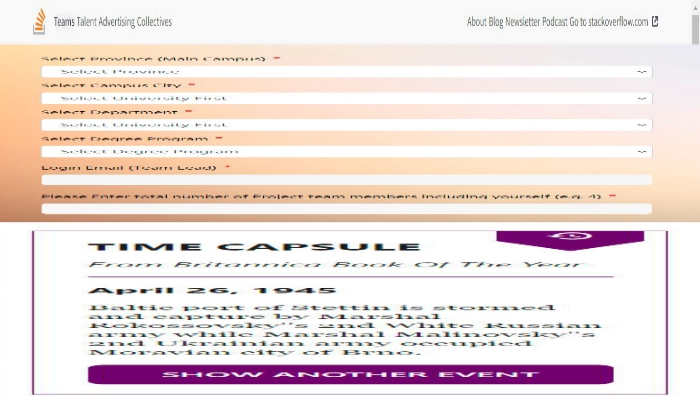 Teams Talent Advertising Collectives
About Blog Newsletter Podcast Go to stackoverflow.com
Select Province (Main Campus) *
Select Province
Select Campus City *
Select University First
Select Department *
Select University First
Select Degree Program *
Select Degree Program
Login Email (Team Lead) *
Please Enter total number of Project team members including yourself (e.g. 4) *
TIME CAPSULE
From Britannica Book Of The Year
April 26, 1945
Baltic port of Stettin is stormed
and capture by Marshal
Rokossovsky"s 2nd White Russian
army while Marshal Malinovsky"s
2nd Ukrainian army occupied
Moravian city of Brno.
SHOW ANOTHER EVENT